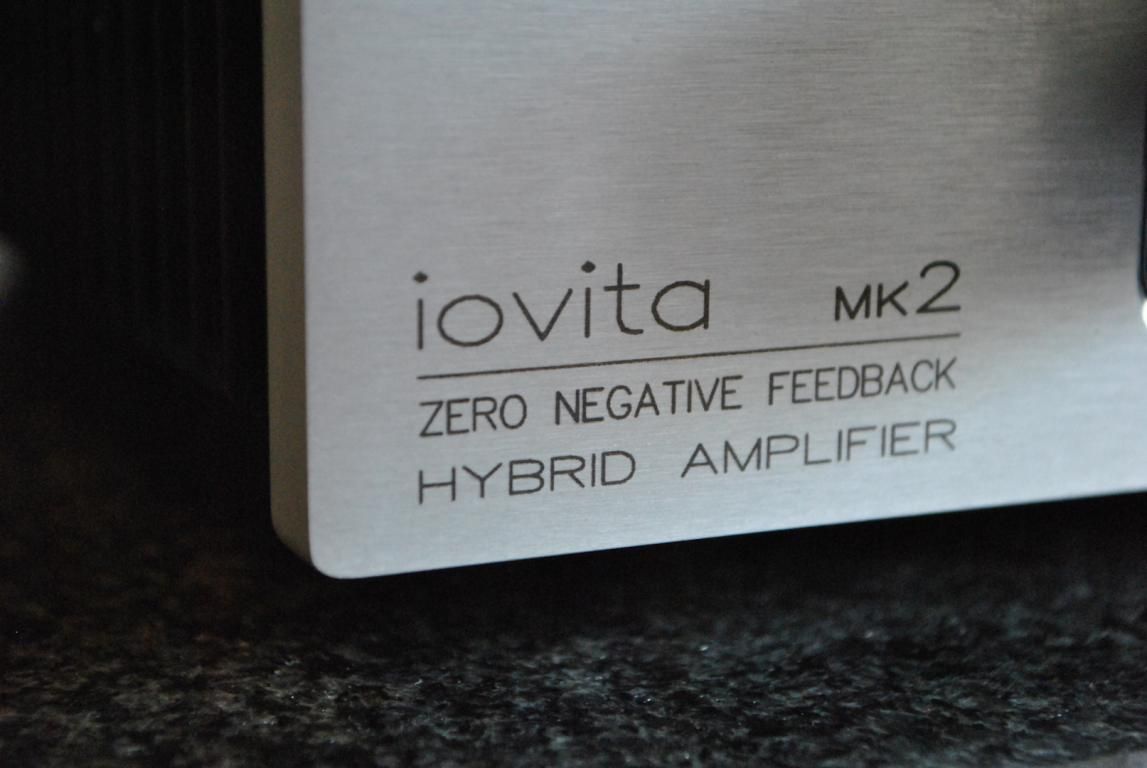 iovita MK2
ZERO NEGATIVE FEEDBACK
HYBRID AMPLIFIER